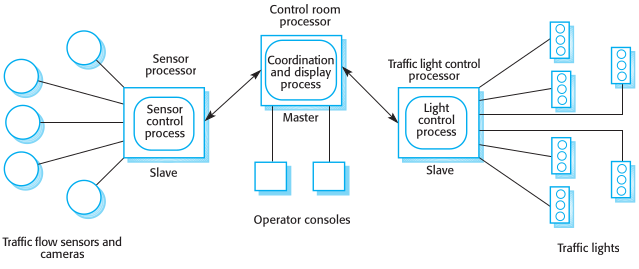 Control room
processor
Sensor
processor
Coordination
and display
process
Traffic light control
processor
Sensor
control
process
Master
Light
control
process
Slave
Slave
Operator consoles
Traffic flow sensors and
cameras
Traffic lights